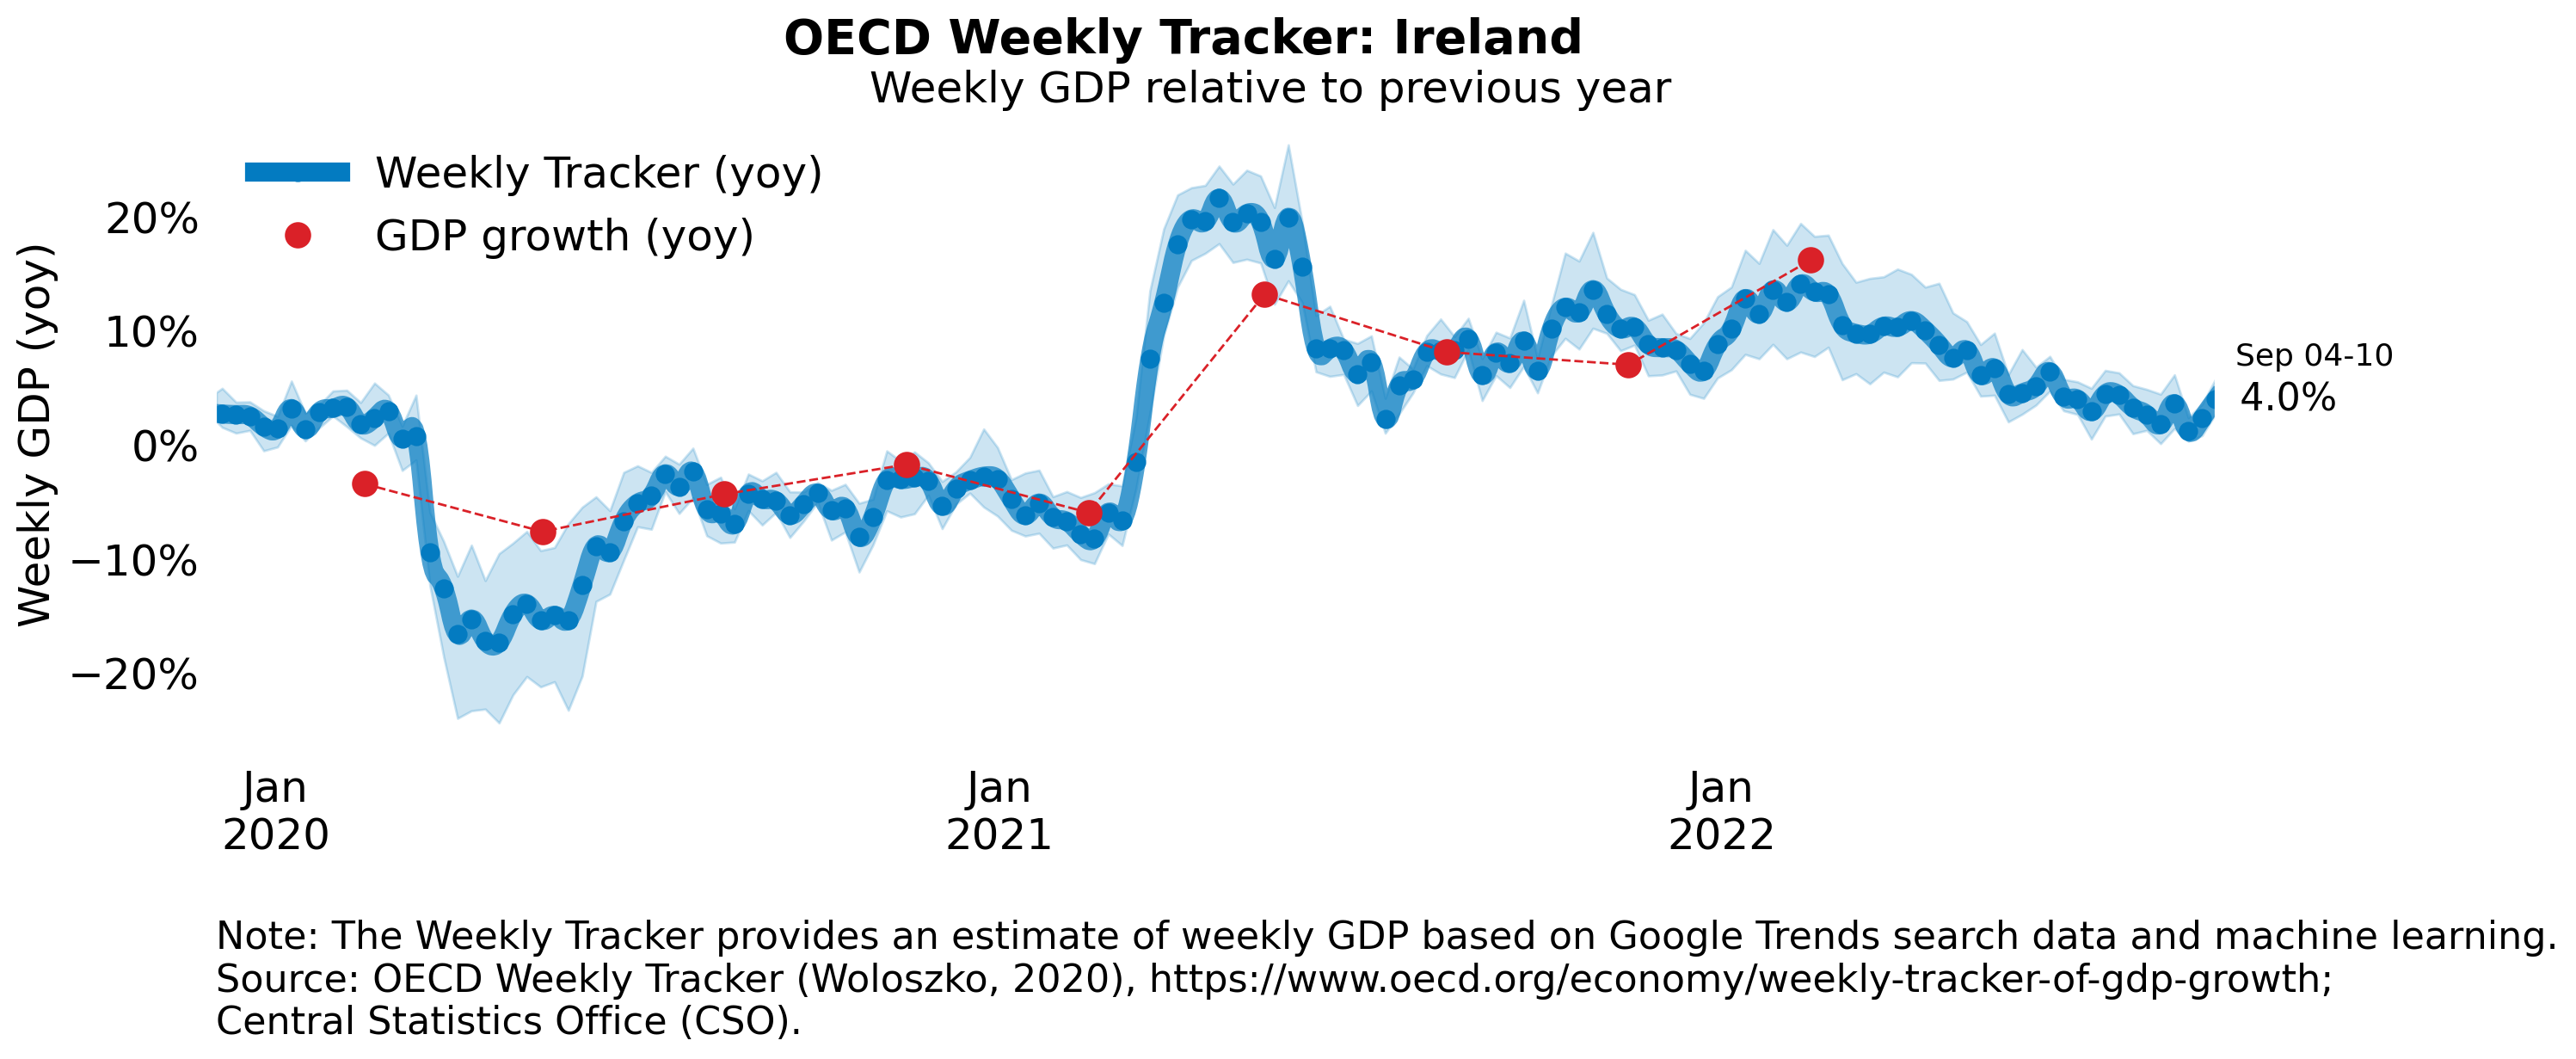 OECD Weekly Tracker: Ireland
Weekly GDP relative to previous year
Weekly Tracker (yoy)
GDP growth (yoy)
Weekly GDP (yoy)
20%
10%
0%
−10%
−20%
Sep 04-10
4.0%
Jan
2020
Jan
2021
Jan
2022
Note: The Weekly Tracker provides an estimate of weekly GDP based on Google Trends search data and machine learning.
Source: OECD Weekly Tracker (Woloszko, 2020), https://www.oecd.org/economy/weekly-tracker-of-gdp-growth;
Central Statistics Office (CSO).